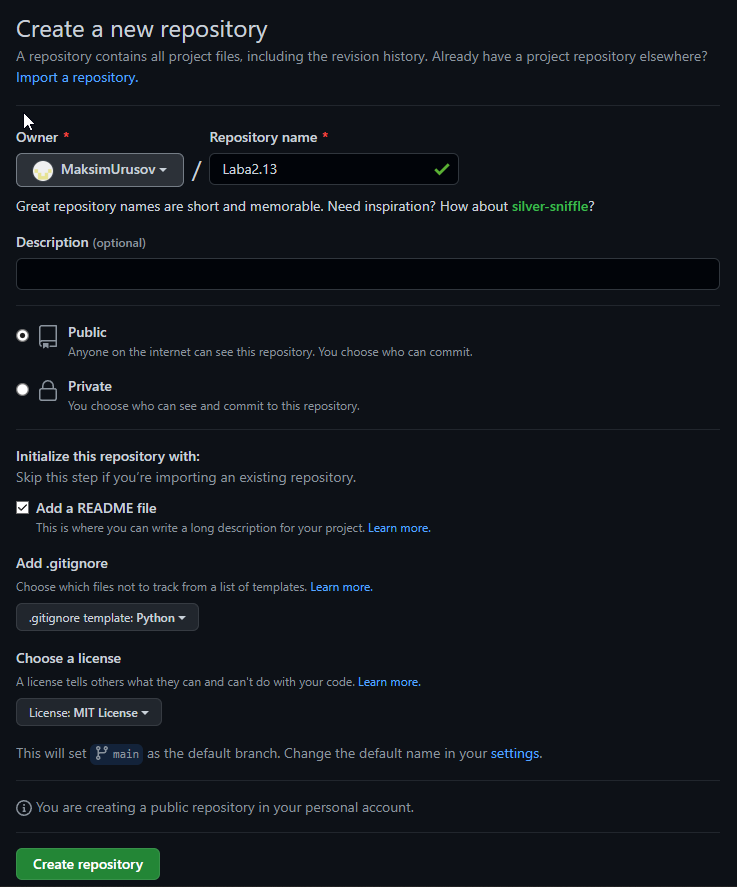 Create a new repository
A repository contains all project files, including the revision history. Already have a project repository elsewhere?
Import a repository.
Owner *
Repository name *
MaksimUrusov
/
Laba2.13
Great repository names are short and memorable. Need inspiration? How about silver-sniffle?
Description (optional)
Public
Anyone on the internet can see this repository. You choose who can commit.
Private
You choose who can see and commit to this repository.
Initialize this repository with:
Skip this step if you're importing an existing repository.
Add a README file
This is where you can write a long description for your project. Learn more.
Add .gitignore
Choose which files not to track from a list of templates. Learn more.
.gitignore template: Python
Choose a license
A license tells others what they can and can't do with your code. Learn more.
License: MIT License
This will set main as the default branch. Change the default name in your settings.
You are creating a public repository in your personal account.
Create repository